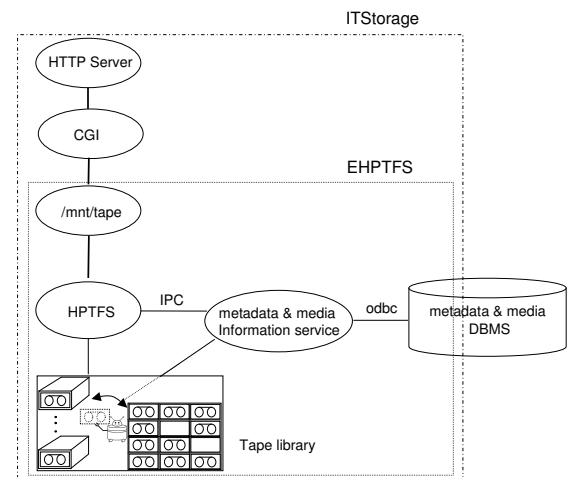 ITStorage
HTTP Server
CGI
EHPTFS
/mnt/tape
HPTFS
IPC
metadata & media
Information service
odbc
metadata & media
DBMS
Tape library